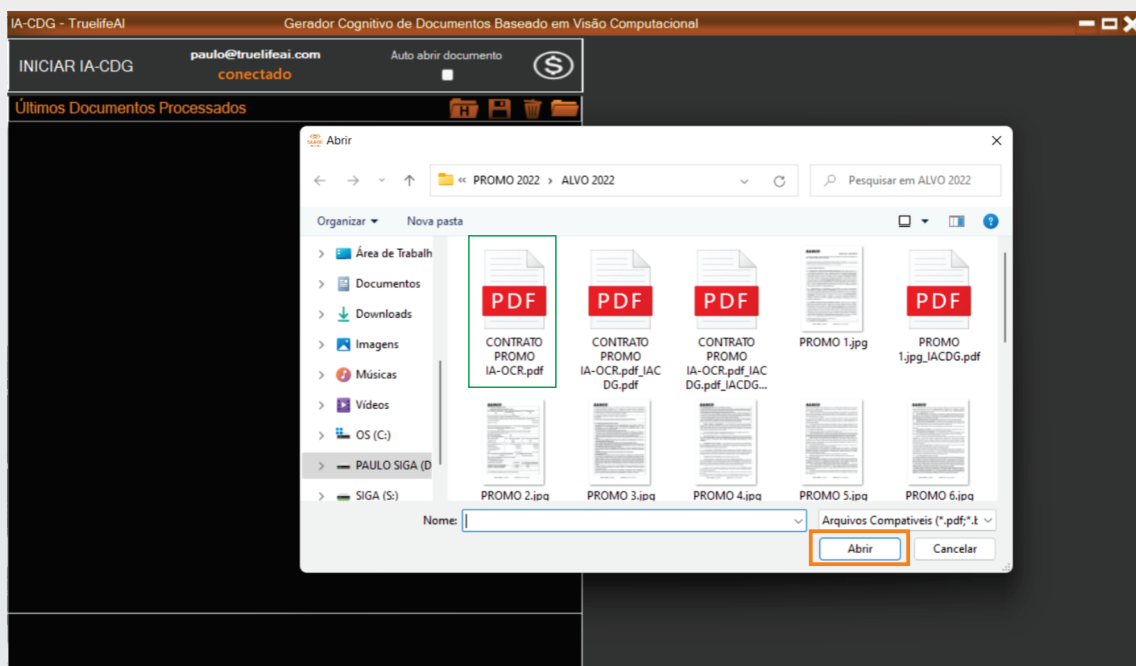 IA-CDG - TruelifeAI
Gerador Cognitivo de Documentos Baseado em Visão Computacional
INICIAR IA-CDG
paulo@truelifeai.com
conectado
Auto abrir documento
Últimos Documentos Processados
Abrir
« PROMO 2022 › ALVO 2022
Pesquisar em ALVO 2022
Organizar
Nova pasta
Área de Trabalh
Documentos
Downloads
Imagens
Músicas
Vídeos
OS (C:)
PAULO SIGA (D
SIGA (S:)
PDF
CONTRATO
PROMO
IA-OCR.pdf
PDF
CONTRATO
PROMO
IA-OCR.pdf_IAC
DG.pdf
PDF
CONTRATO
PROMO
IA-OCR.pdf_IAC
DG.pdf_IACDG...
PROMO 1.jpg
PDF
PROMO
1.jpg_IACDG.pdf
PROMO 2.jpg
PROMO 3.jpg
PROMO 4.jpg
PROMO 5.jpg
PROMO 6.jpg
Nome:
Arquivos Compativeis (*.pdf;*.b
Abrir
Cancelar